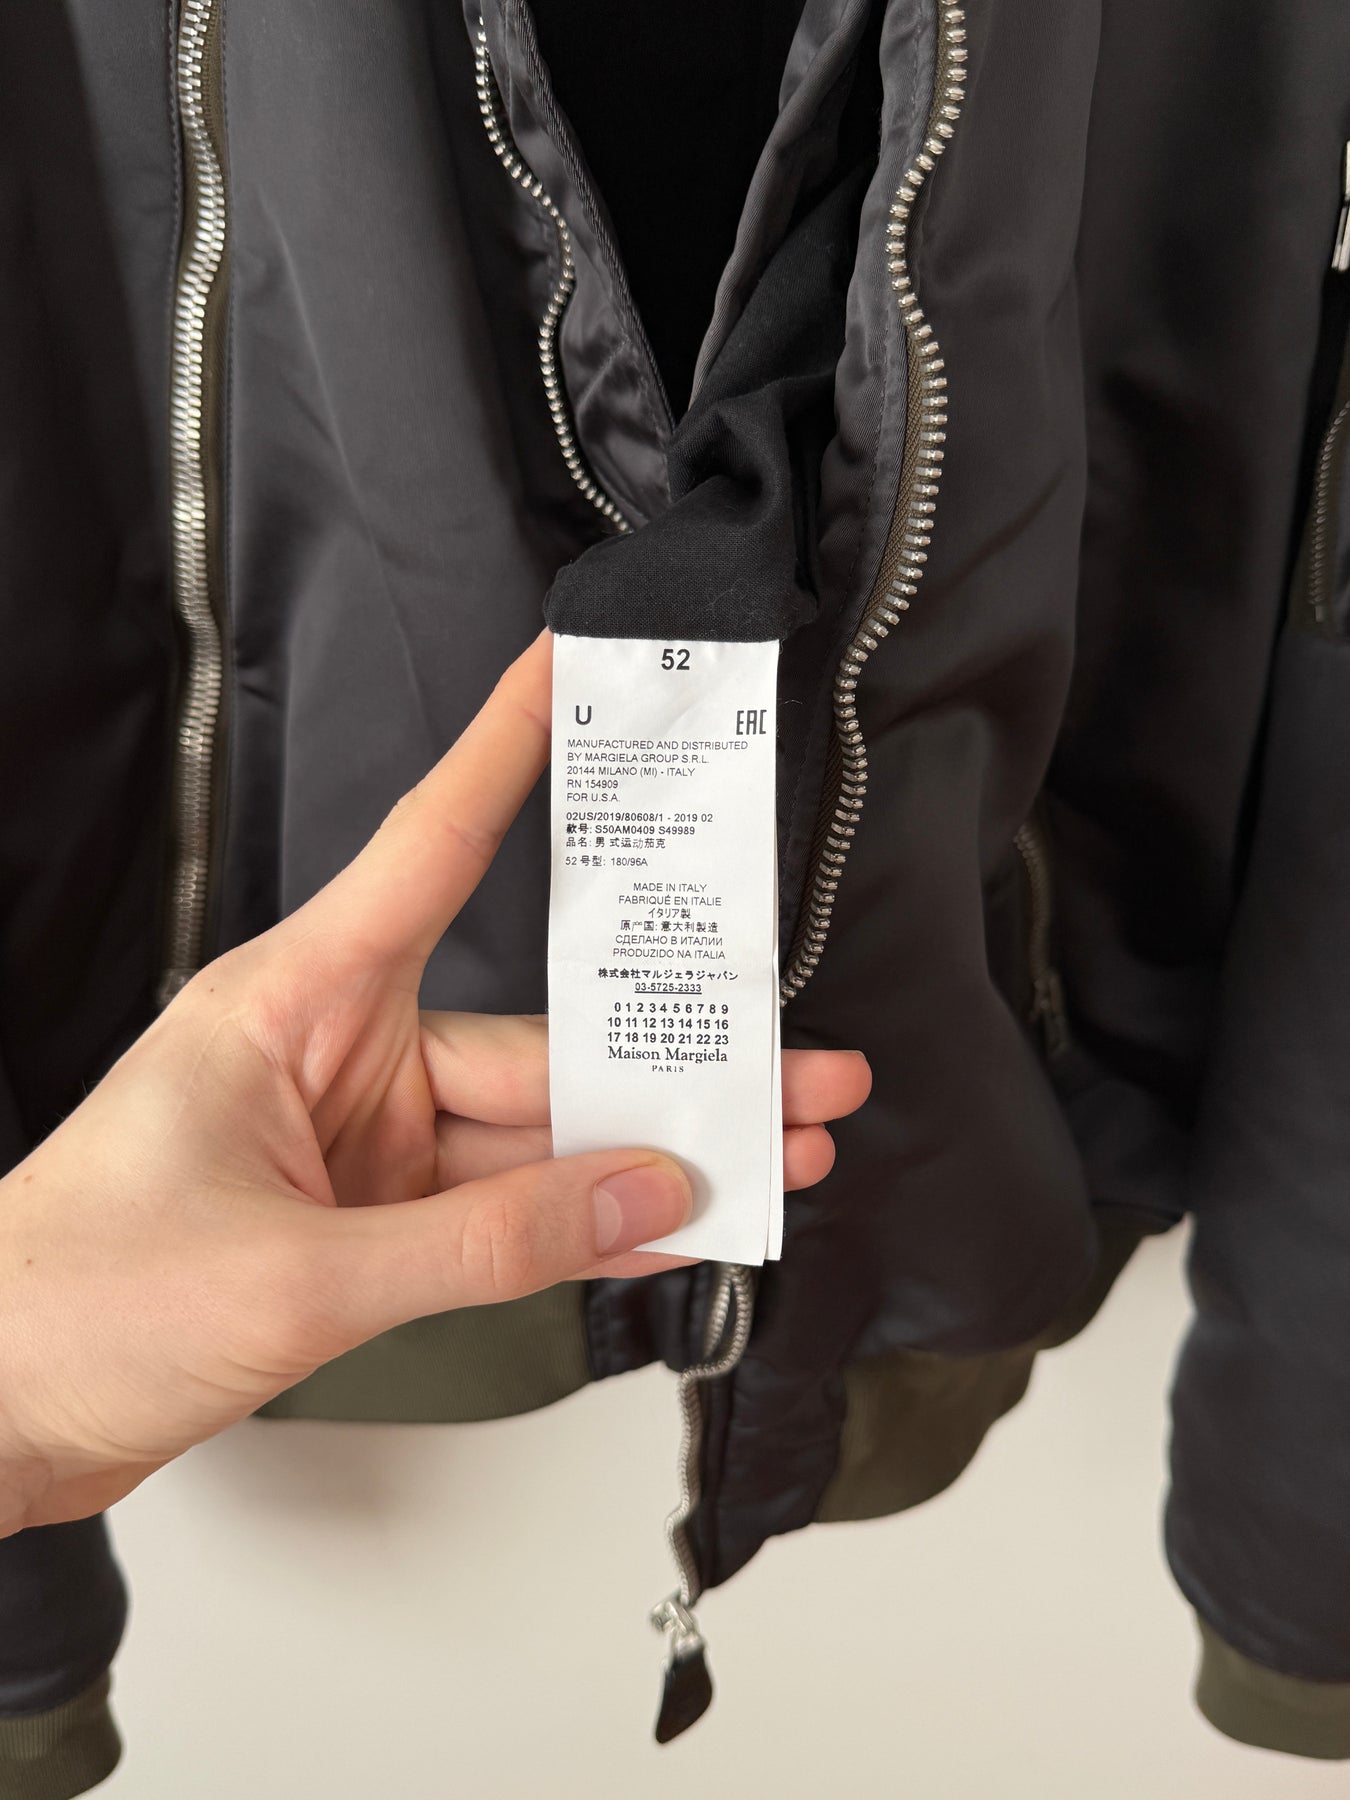 52
U EAC
MANUFACTURED AND DISTRIBUTED
BY MARGIELA GROUP S.R.L.
20144 MILANO (MI) - ITALY
RN 154909
FOR U.S.A.
02US/2019/80608/1 - 2019 02
款号: S50AM0409 S49989
品名: 男 式运动茄克
52 号型: 180/96A
MADE IN ITALY
FABRIQUÉ EN ITALIE
イタリア製
原产国: 意大利製造
СДЕЛАНО В ИТАЛИИ
PRODUZIDO NA ITALIA
株式会社マルジェラジャパン
03-5725-2333
0 1 2 3 4 5 6 7 8 9
10 11 12 13 14 15 16
17 18 19 20 21 22 23
Maison Margiela
PARIS